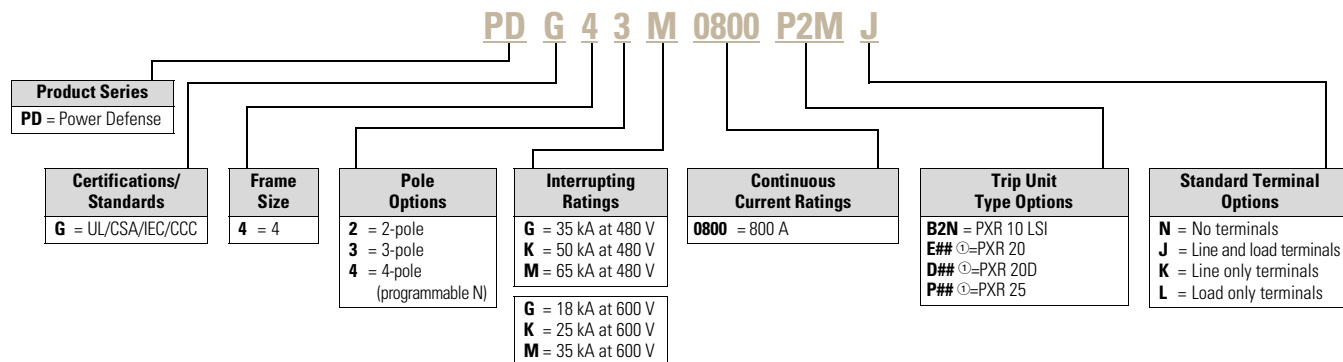 PD G 4 3 M 0800 P2M J
Product Series
PD = Power Defense
Certifications/
Standards
G = UL/CSA/IEC/CCC
Frame
Size
4 = 4
Pole
Options
2 = 2-pole
3 = 3-pole
4 = 4-pole
(programmable N)
Interrupting
Ratings
G = 35 kA at 480 V
K = 50 kA at 480 V
M = 65 kA at 480 V
G = 18 kA at 600 V
K = 25 kA at 600 V
M = 35 kA at 600 V
Continuous
Current Ratings
0800 = 800 A
Trip Unit
Type Options
B2N = PXR 10 LSI
E## ①=PXR 20
D## ①=PXR 20D
P## ①=PXR 25
Standard Terminal
Options
N = No terminals
J = Line and load terminals
K = Line only terminals
L = Load only terminals